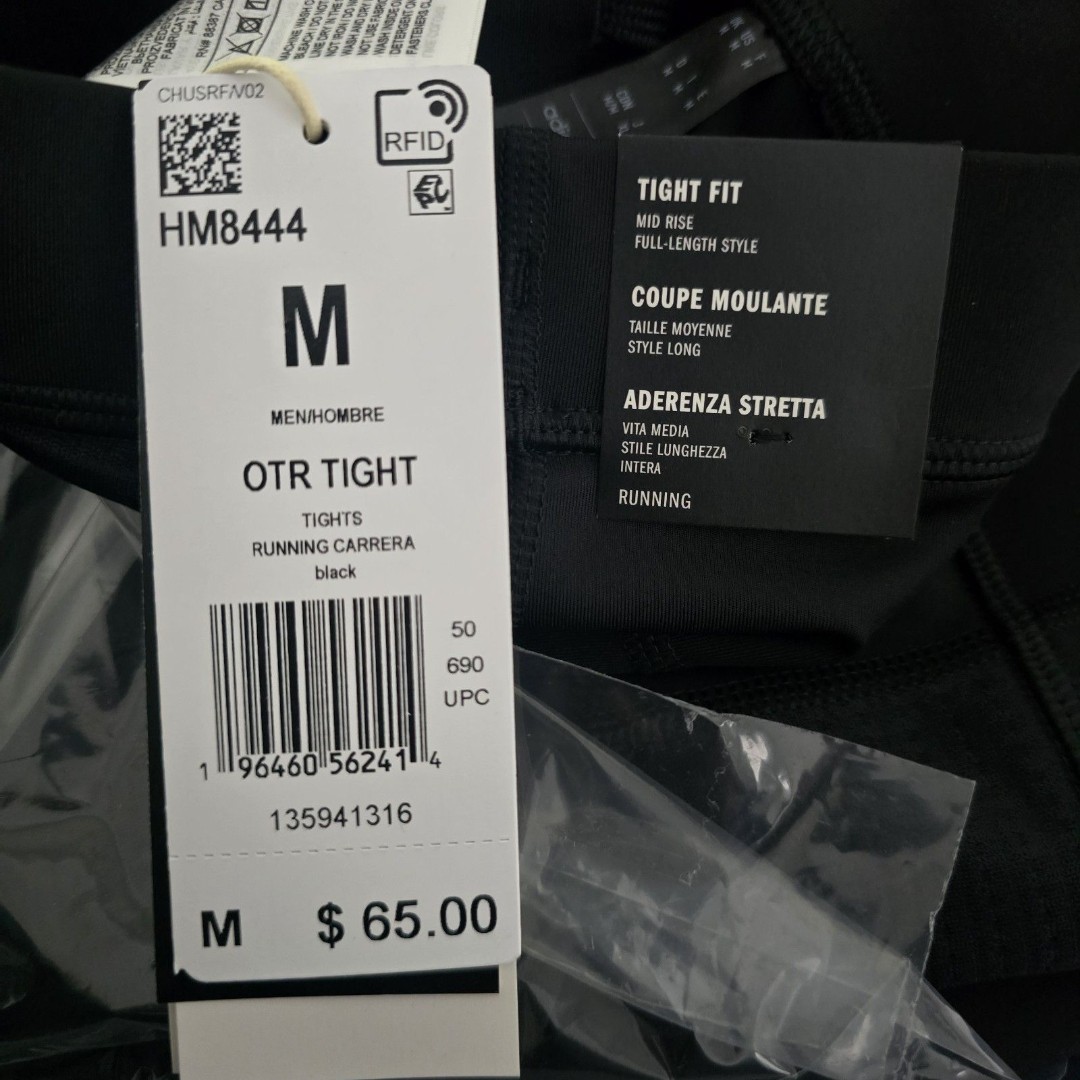 CHUSRFA/V02
RFID
HM8444
M
MEN/HOMBRE
OTR TIGHT
TIGHTS
RUNNING CARRERA
black
50
690
UPC
1 96460 56241 4
135941316
M $ 65.00
TIGHT FIT
MID RISE
FULL-LENGTH STYLE
COUPE MOULANTE
TAILLE MOYENNE
STYLE LONG
ADERENZA STRETTA
VITA MEDIA
STILE LUNGHEZZA
INTERA
RUNNING